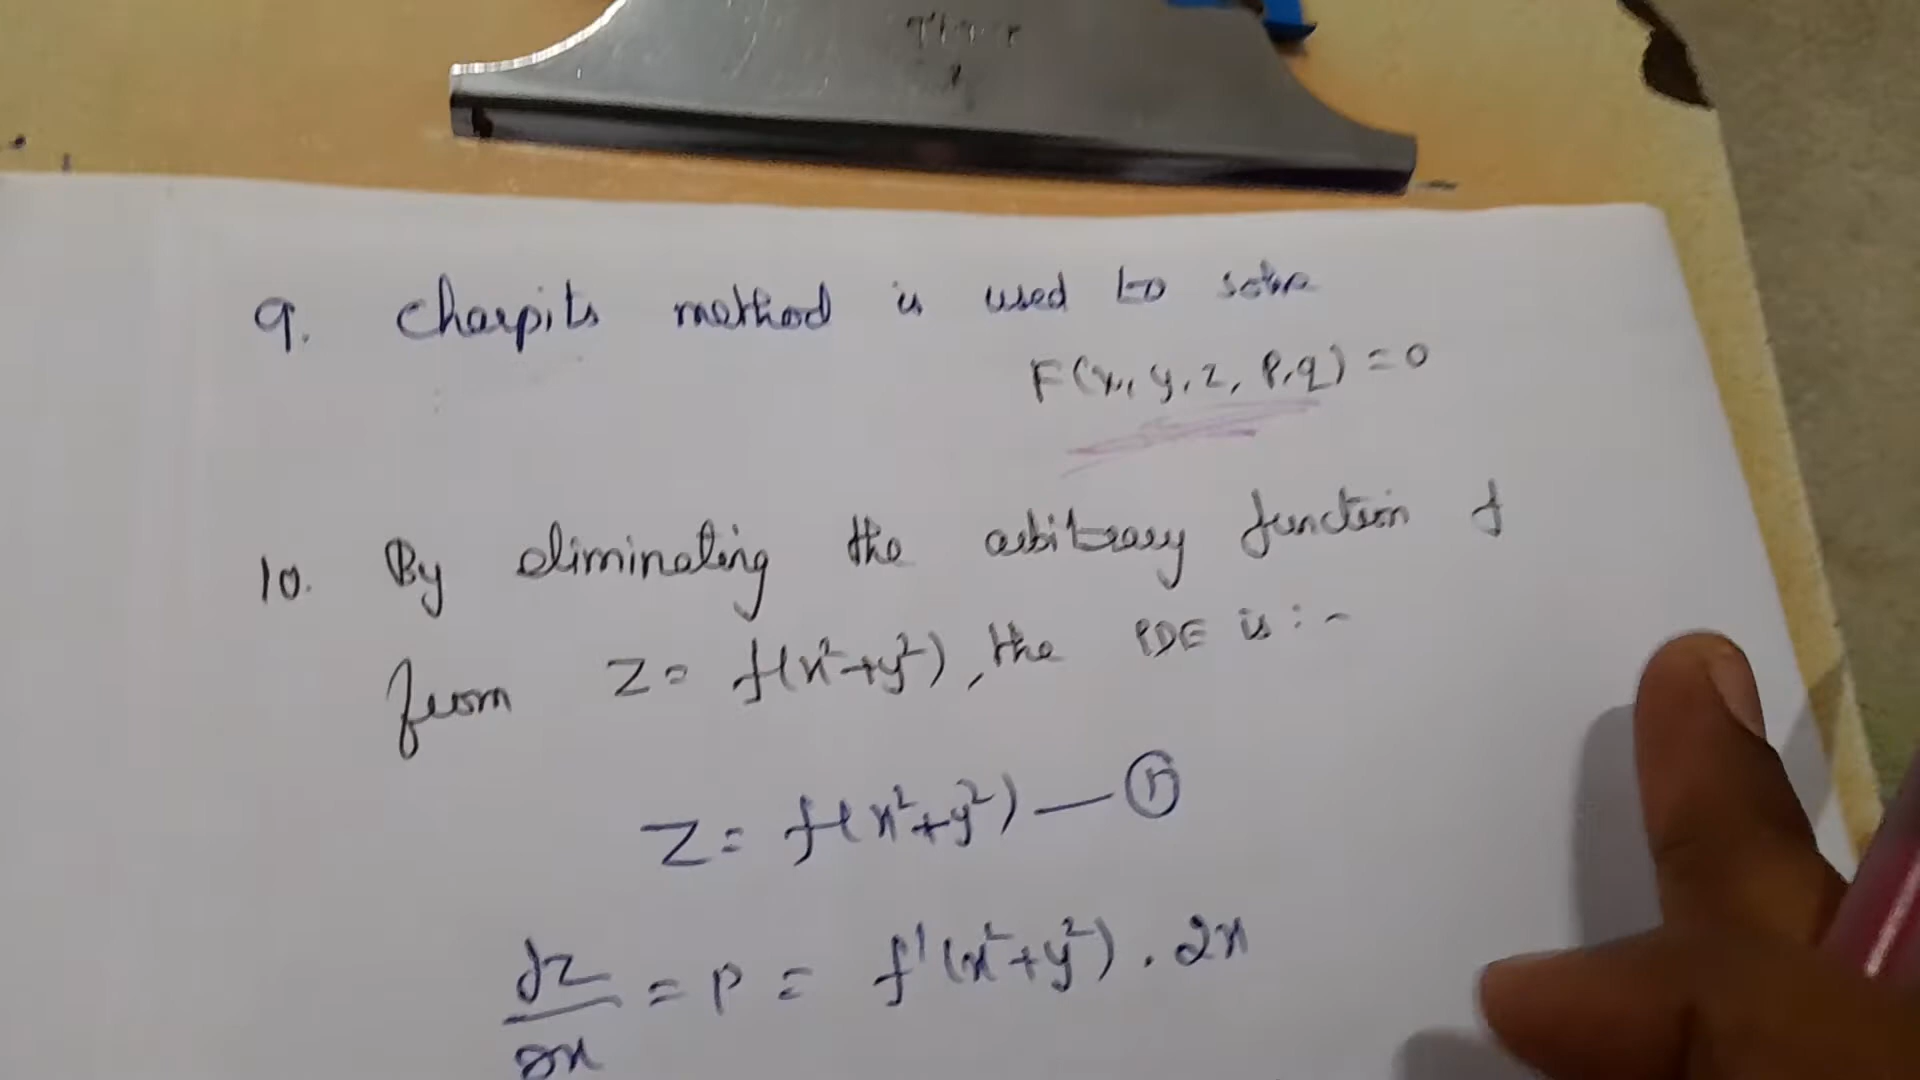 9. Charpits method is used to solve
F(x, y, z, p, q) = 0
10. By eliminating the arbitrary function f
from z = f(x²+y²), the PDE is :-
Z = f(x²+y²) — ①
∂z/∂x = p = f'(x²+y²) . 2x